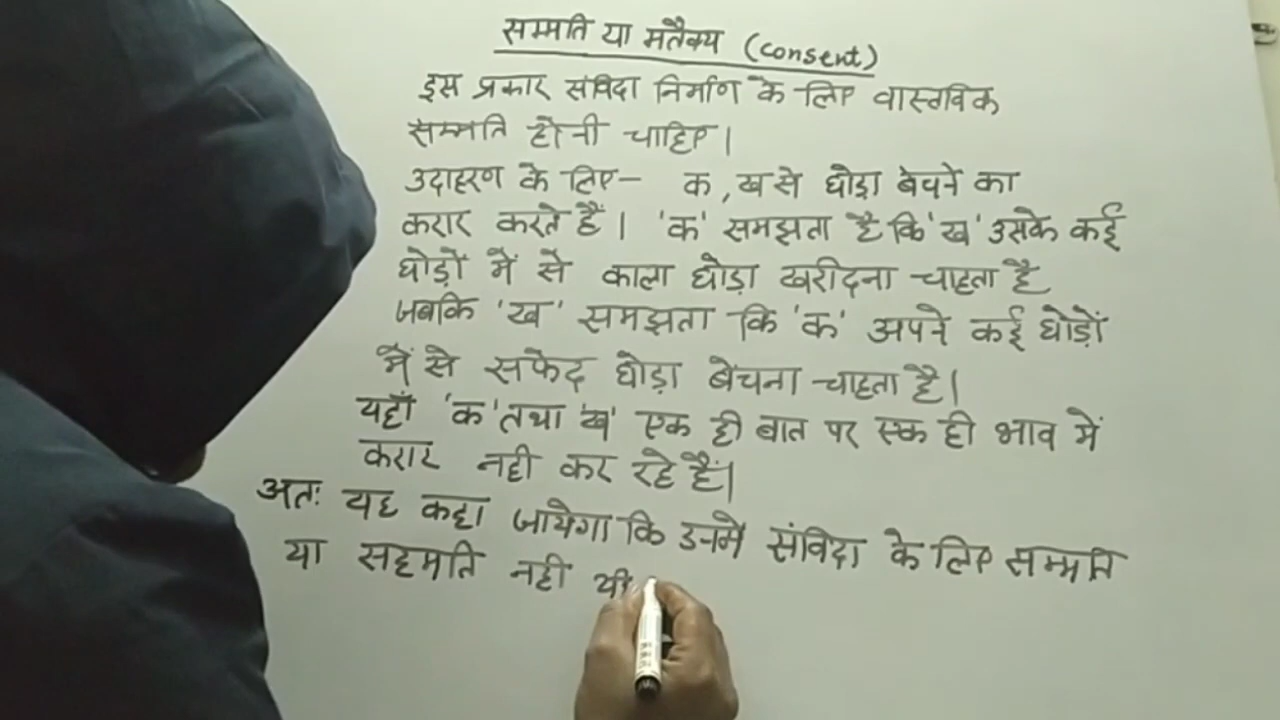 सम्मति या मतैक्य (consent)
इस प्रकार संविदा निर्माण के लिए वास्तविक
सम्मति होनी चाहिए।
उदाहरण के लिए- क, ख से घोड़ा बेचने का
करार करते हैं। 'क' समझता है कि 'ख' उसके कई
घोड़ों में से काला घोड़ा खरीदना चाहता है
जबकि 'ख' समझता कि 'क' अपने कई घोड़ों
में से सफेद घोड़ा बेचना चाहता है।
यहाँ 'क' तथा 'ख' एक ही बात पर एक ही भाव में
करार नही कर रहे हैं।
अतः यह कहा जायेगा कि उनमे संविदा के लिए सम्मति
या सहमति नही थी